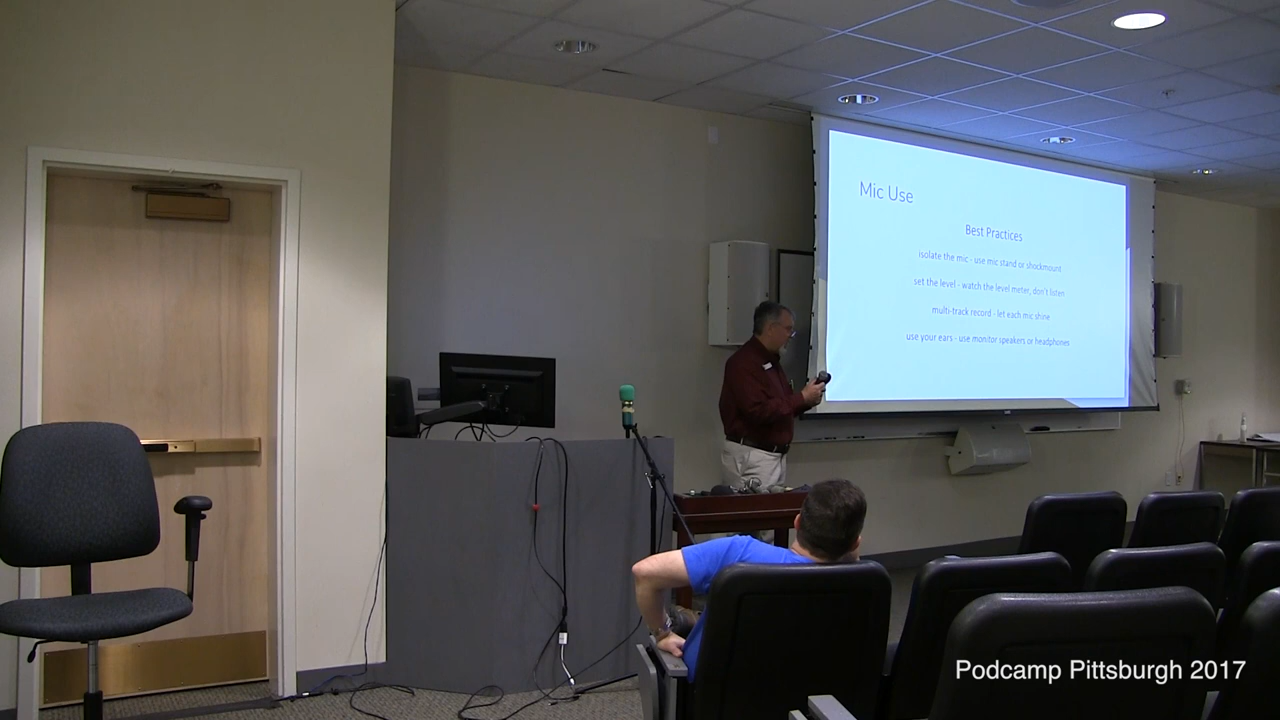 Mic Use
Best Practices
isolate the mic - use mic stand or shockmount
set the level - watch the level meter, don't listen
multi-track record - let each mic shine
use your ears - use monitor speakers or headphones
Podcamp Pittsburgh 2017